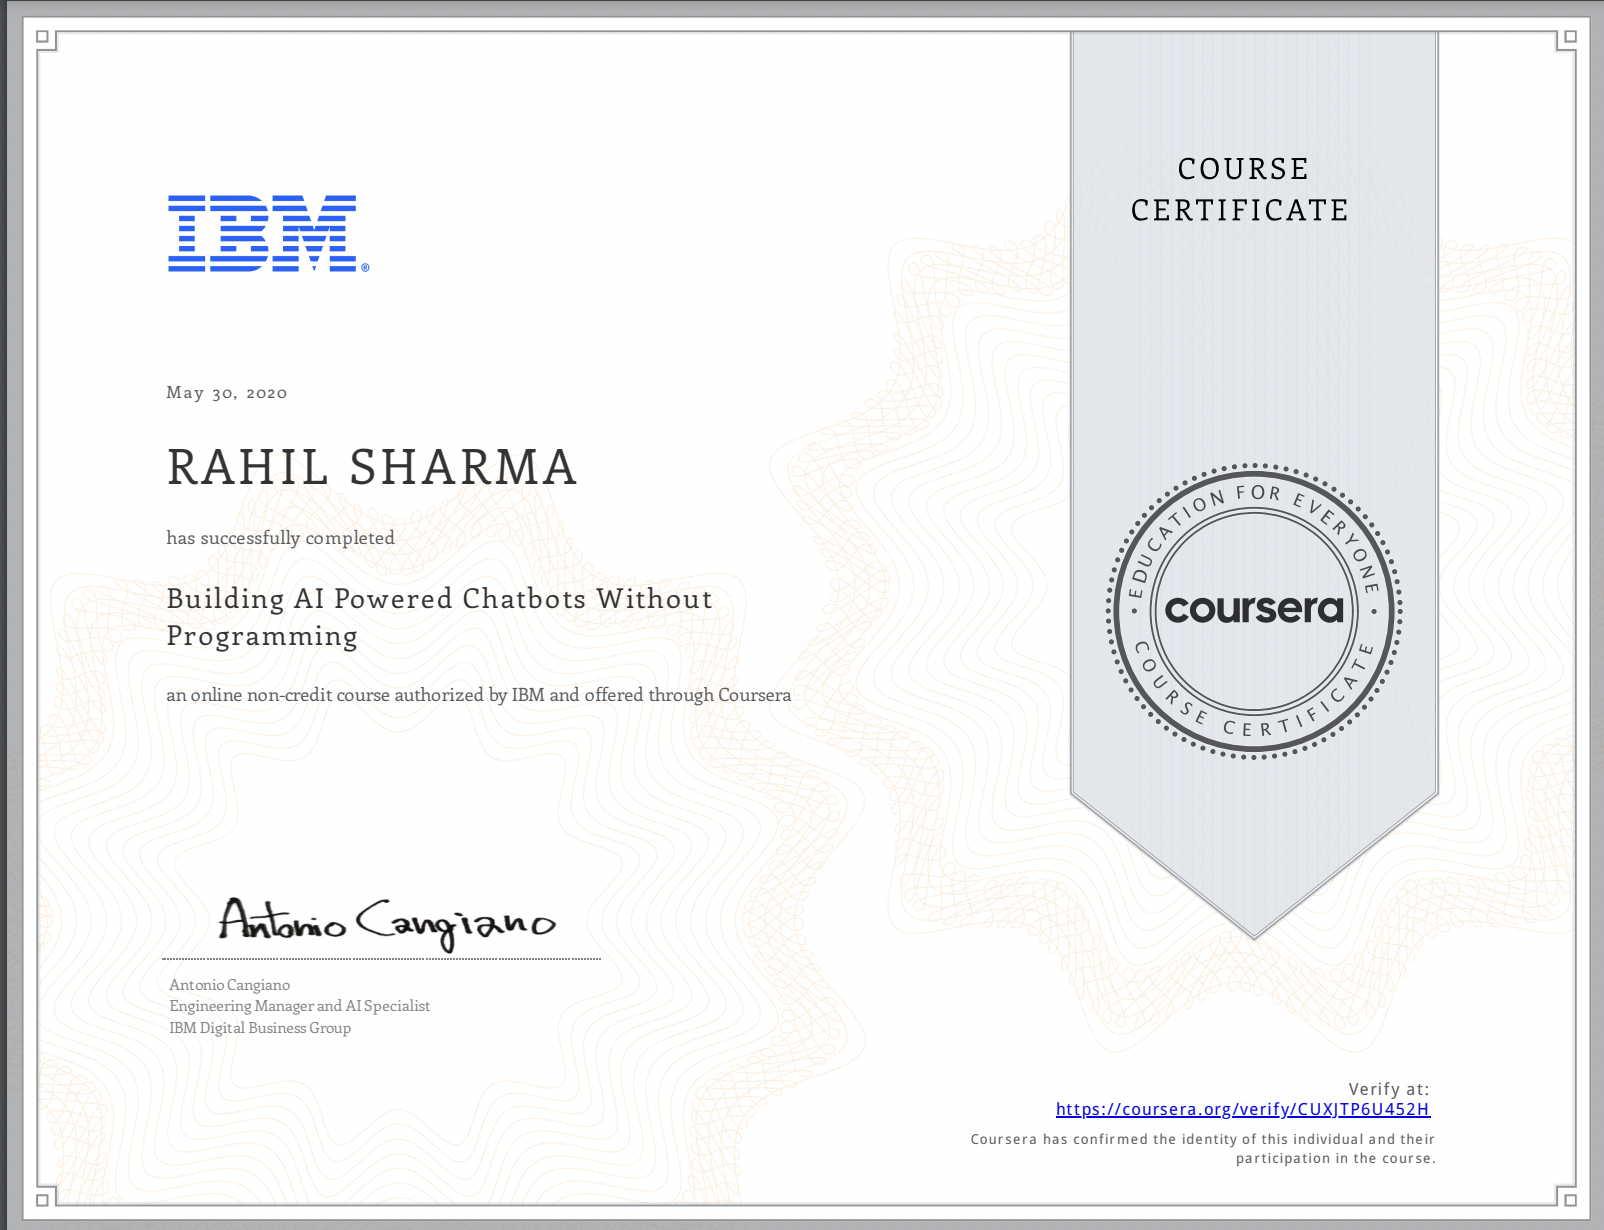 COURSE
CERTIFICATE
IBM®
May 30, 2020
RAHIL SHARMA
has successfully completed
Building AI Powered Chatbots Without
Programming
an online non-credit course authorized by IBM and offered through Coursera
EDUCATION FOR EVERYONE
coursera
COURSE CERTIFICATE
Antonio Cangiano
Antonio Cangiano
Engineering Manager and AI Specialist
IBM Digital Business Group
Verify at:
https://coursera.org/verify/CUXJTP6U452H
Coursera has confirmed the identity of this individual and their
participation in the course.